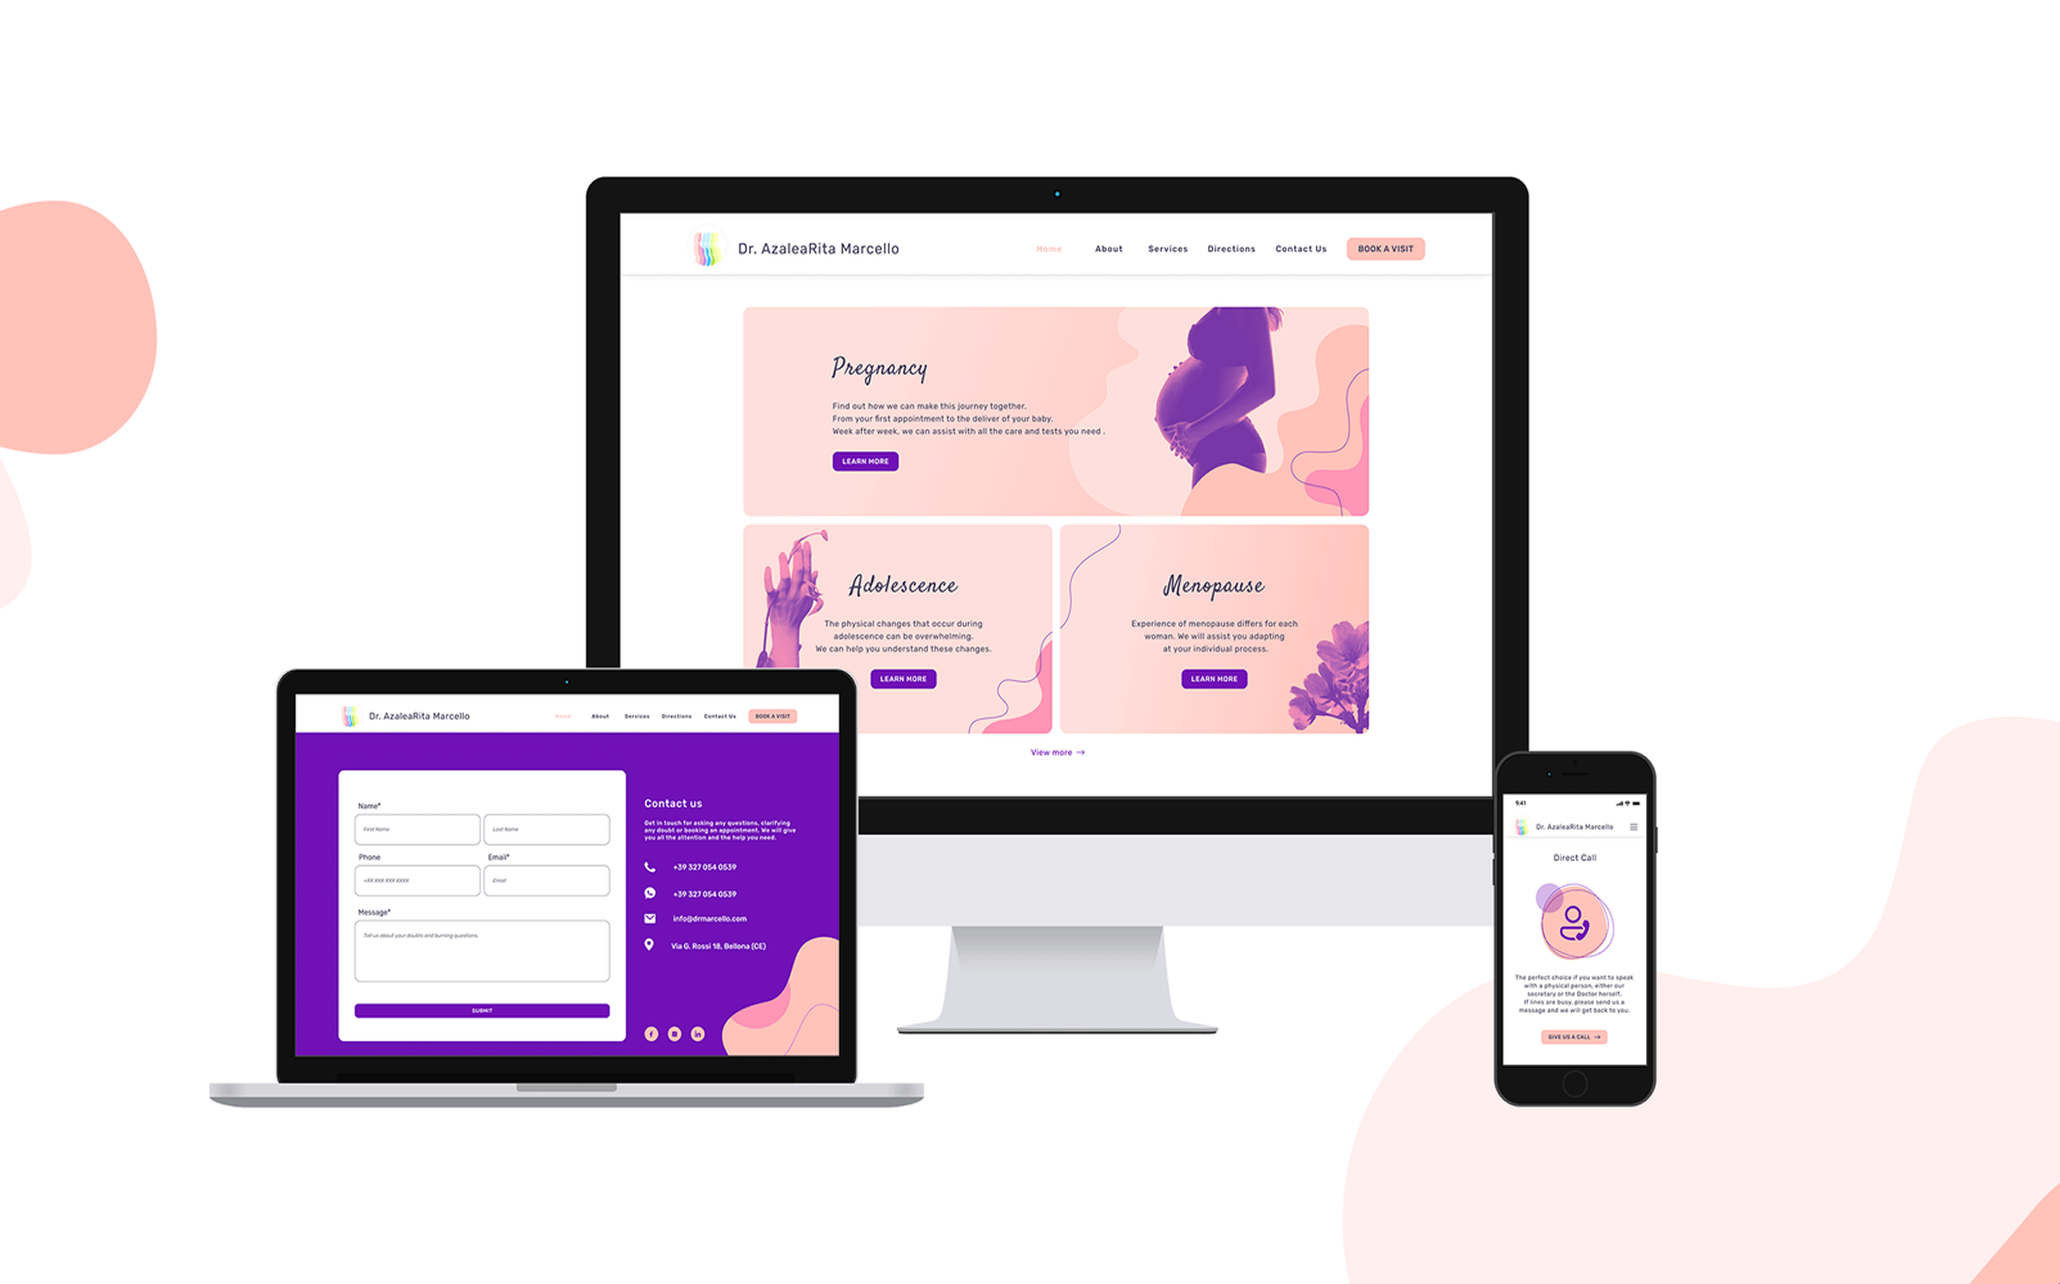 Dr. AzaleaRita Marcello
Home About Services Directions Contact Us BOOK A VISIT
Pregnancy
Find out how we can make this journey together.
From your first appointment to the deliver of your baby.
Week after week, we can assist with all the care and tests you need .
LEARN MORE
Adolescence
The physical changes that occur during
adolescence can be overwhelming.
We can help you understand these changes.
LEARN MORE
Menopause
Experience of menopause differs for each
woman. We will assist you adapting
at your individual process.
LEARN MORE
View more →
Dr. AzaleaRita Marcello
Home About Services Directions Contact Us BOOK A VISIT
Name*
First Name
Last Name
Phone
Email*
+XX XXX XXX XXXX
Email
Message*
Tell us about your doubts and burning questions.
SUBMIT
Contact us
Get in touch for asking any questions, clarifying
any doubt or booking an appointment. We will give
you all the attention and the help you need.
+39 327 054 0539
+39 327 054 0539
info@drmarcello.com
Via G. Rossi 18, Bellona (CE)
9:41
Dr. AzaleaRita Marcello
Direct Call
The perfect choice if you want to speak
with a physical person, either our
secretary or the Doctor herself.
If lines are busy, please send us a
message and we will get back to you.
GIVE US A CALL →